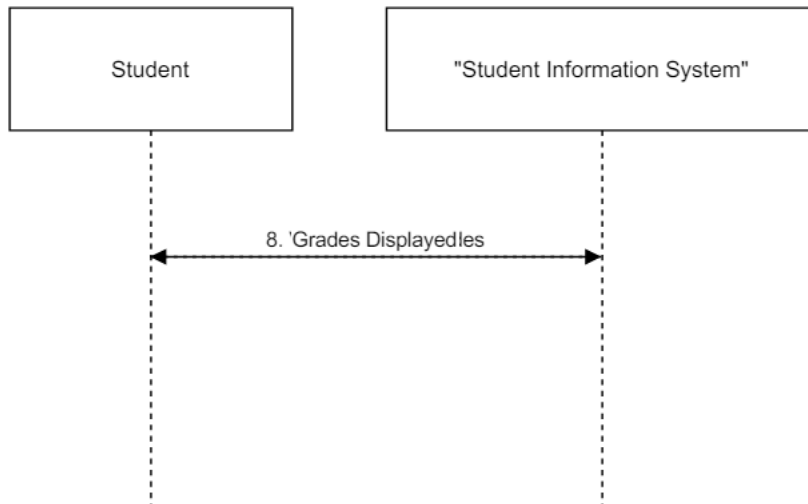 Student
"Student Information System"
8. 'Grades Displayedles